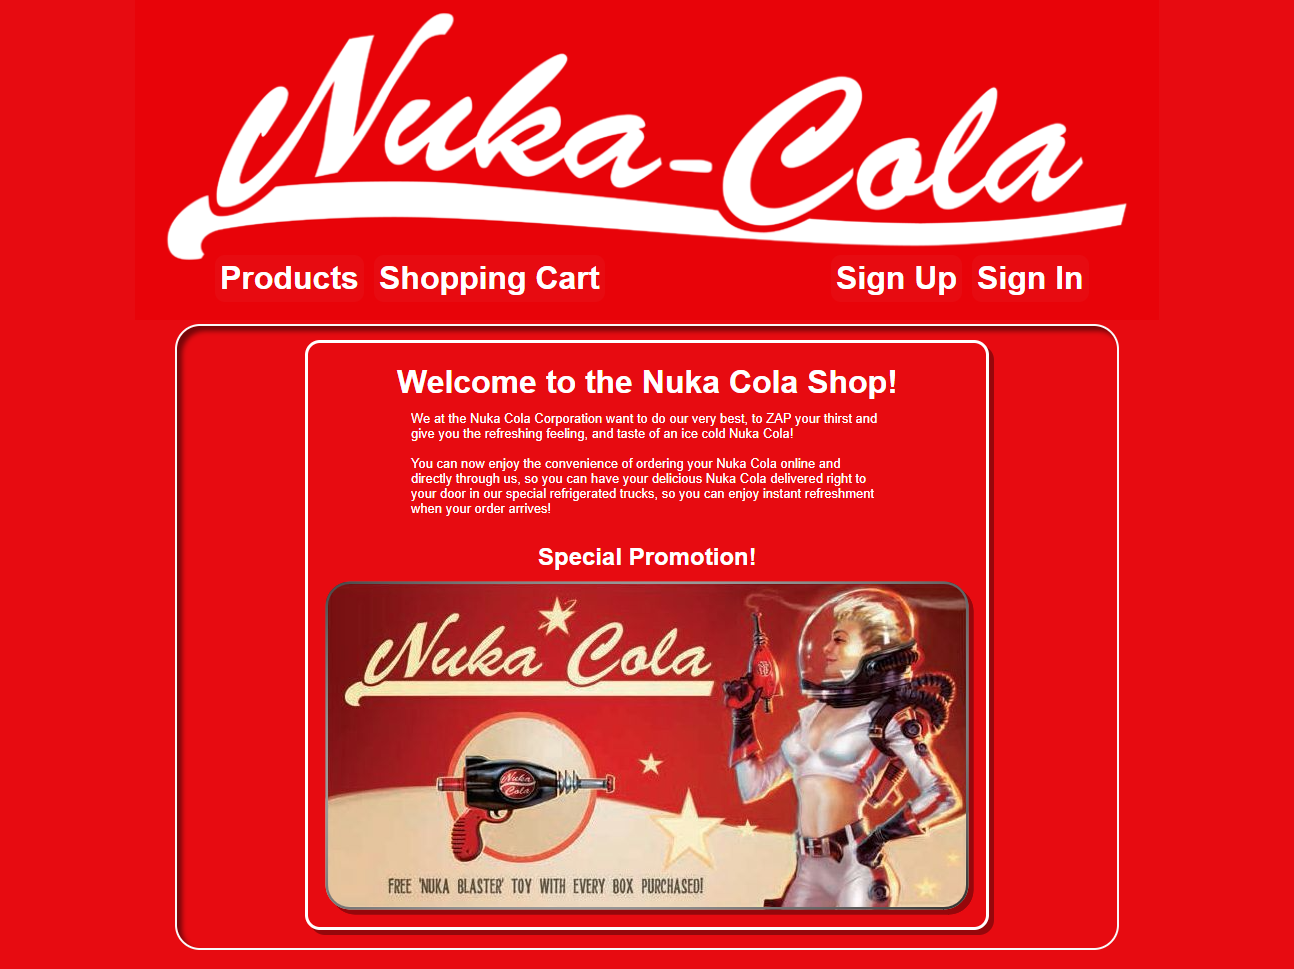 Nuka-Cola
Products Shopping Cart Sign Up Sign In
Welcome to the Nuka Cola Shop!
We at the Nuka Cola Corporation want to do our very best, to ZAP your thirst and
give you the refreshing feeling, and taste of an ice cold Nuka Cola!
You can now enjoy the convenience of ordering your Nuka Cola online and
directly through us, so you can have your delicious Nuka Cola delivered right to
your door in our special refrigerated trucks, so you can enjoy instant refreshment
when your order arrives!
Special Promotion!
Nuka Cola
Nuka
Cola
FREE 'NUKA BLASTER' TOY WITH EVERY BOX PURCHASED!